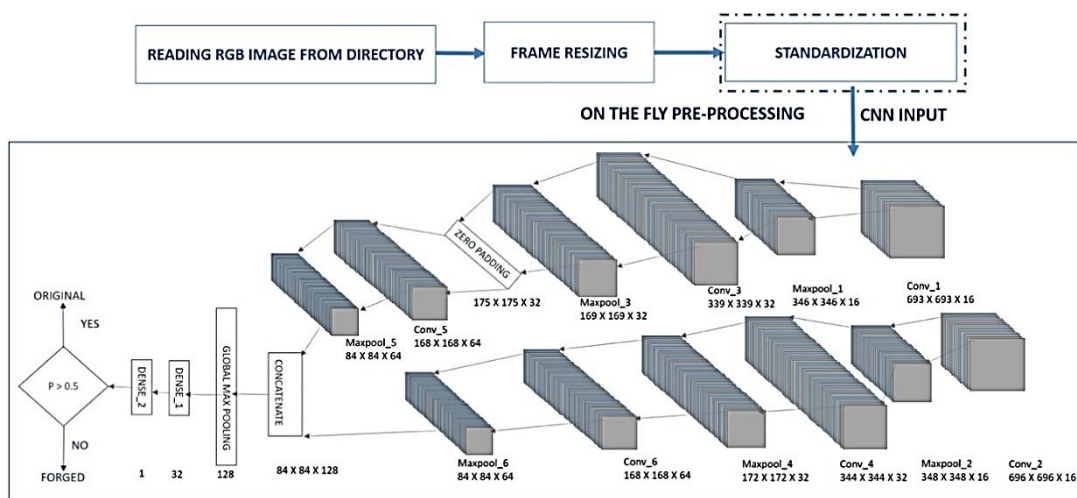 READING RGB IMAGE FROM DIRECTORY
FRAME RESIZING
STANDARDIZATION
ON THE FLY PRE-PROCESSING
CNN INPUT
Conv_1
693 X 693 X 16
Maxpool_1
346 X 346 X 16
Conv_3
339 X 339 X 32
Maxpool_3
169 X 169 X 32
ZERO PADDING
175 X 175 X 32
Conv_5
168 X 168 X 64
Maxpool_5
84 X 84 X 64
Conv_2
696 X 696 X 16
Maxpool_2
348 X 348 X 16
Conv_4
344 X 344 X 32
Maxpool_4
172 X 172 X 32
Conv_6
168 X 168 X 64
Maxpool_6
84 X 84 X 64
CONCATENATE
84 X 84 X 128
GLOBAL MAX POOLING
128
DENSE_1
32
DENSE_2
1
P > 0.5
YES
ORIGINAL
NO
FORGED